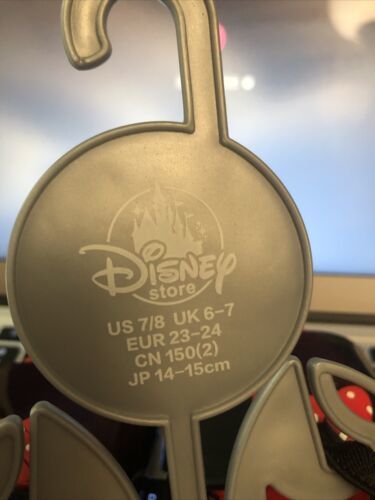 Disney
store
US 7/8 UK 6-7
EUR 23-24
CN 150(2)
JP 14-15cm